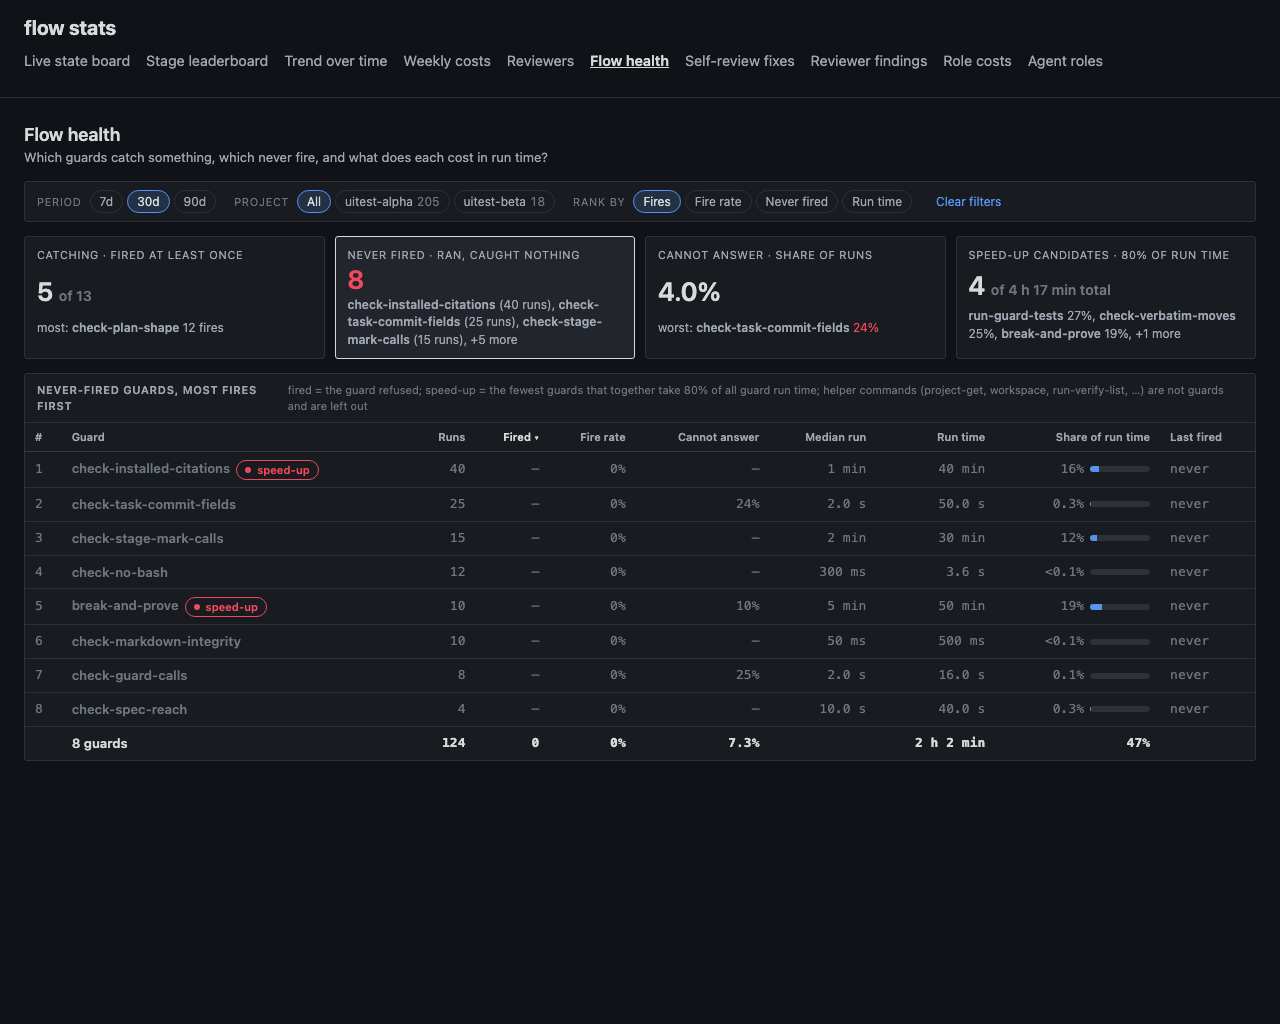 flow stats
Live state board Stage leaderboard Trend over time Weekly costs Reviewers Flow health Self-review fixes Reviewer findings Role costs Agent roles
Flow health
Which guards catch something, which never fire, and what does each cost in run time?
PERIOD 7d 30d 90d PROJECT All uitest-alpha 205 uitest-beta 18 RANK BY Fires Fire rate Never fired Run time Clear filters
CATCHING · FIRED AT LEAST ONCE
5 of 13
most: check-plan-shape 12 fires
NEVER FIRED · RAN, CAUGHT NOTHING
8
check-installed-citations (40 runs), check-
task-commit-fields (25 runs), check-stage-
mark-calls (15 runs), +5 more
CANNOT ANSWER · SHARE OF RUNS
4.0%
worst: check-task-commit-fields 24%
SPEED-UP CANDIDATES · 80% OF RUN TIME
4 of 4 h 17 min total
run-guard-tests 27%, check-verbatim-moves
25%, break-and-prove 19%, +1 more
NEVER-FIRED GUARDS, MOST FIRES
FIRST
fired = the guard refused; speed-up = the fewest guards that together take 80% of all guard run time; helper commands (project-get, workspace, run-verify-list, …) are not guards
and are left out
# Guard Runs Fired ▾ Fire rate Cannot answer Median run Run time Share of run time Last fired
1 check-installed-citations ● speed-up 40 — 0% — 1 min 40 min 16% never
2 check-task-commit-fields 25 — 0% 24% 2.0 s 50.0 s 0.3% never
3 check-stage-mark-calls 15 — 0% — 2 min 30 min 12% never
4 check-no-bash 12 — 0% — 300 ms 3.6 s <0.1% never
5 break-and-prove ● speed-up 10 — 0% 10% 5 min 50 min 19% never
6 check-markdown-integrity 10 — 0% — 50 ms 500 ms <0.1% never
7 check-guard-calls 8 — 0% 25% 2.0 s 16.0 s 0.1% never
8 check-spec-reach 4 — 0% — 10.0 s 40.0 s 0.3% never
8 guards 124 0 0% 7.3% 2 h 2 min 47%